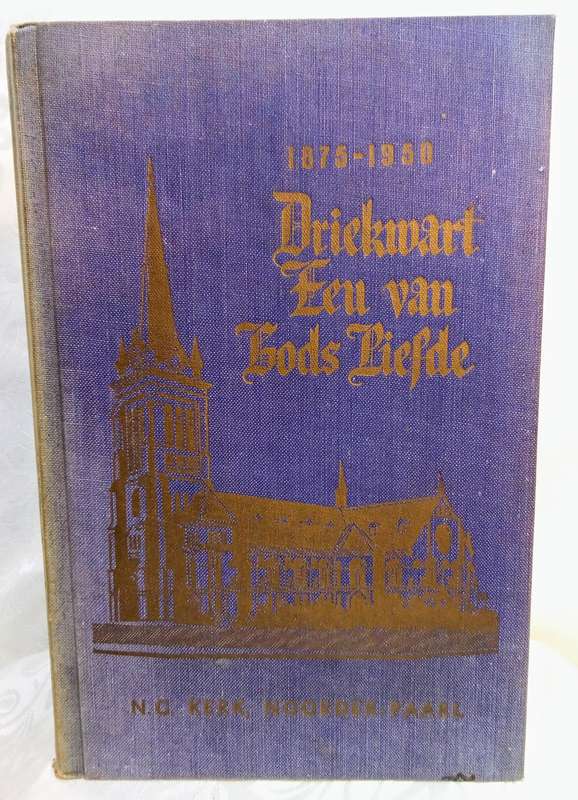 1875-1950
Driekwart
Eeu van
Gods Liefde
N.G. KERK, NOORDER-PAARL